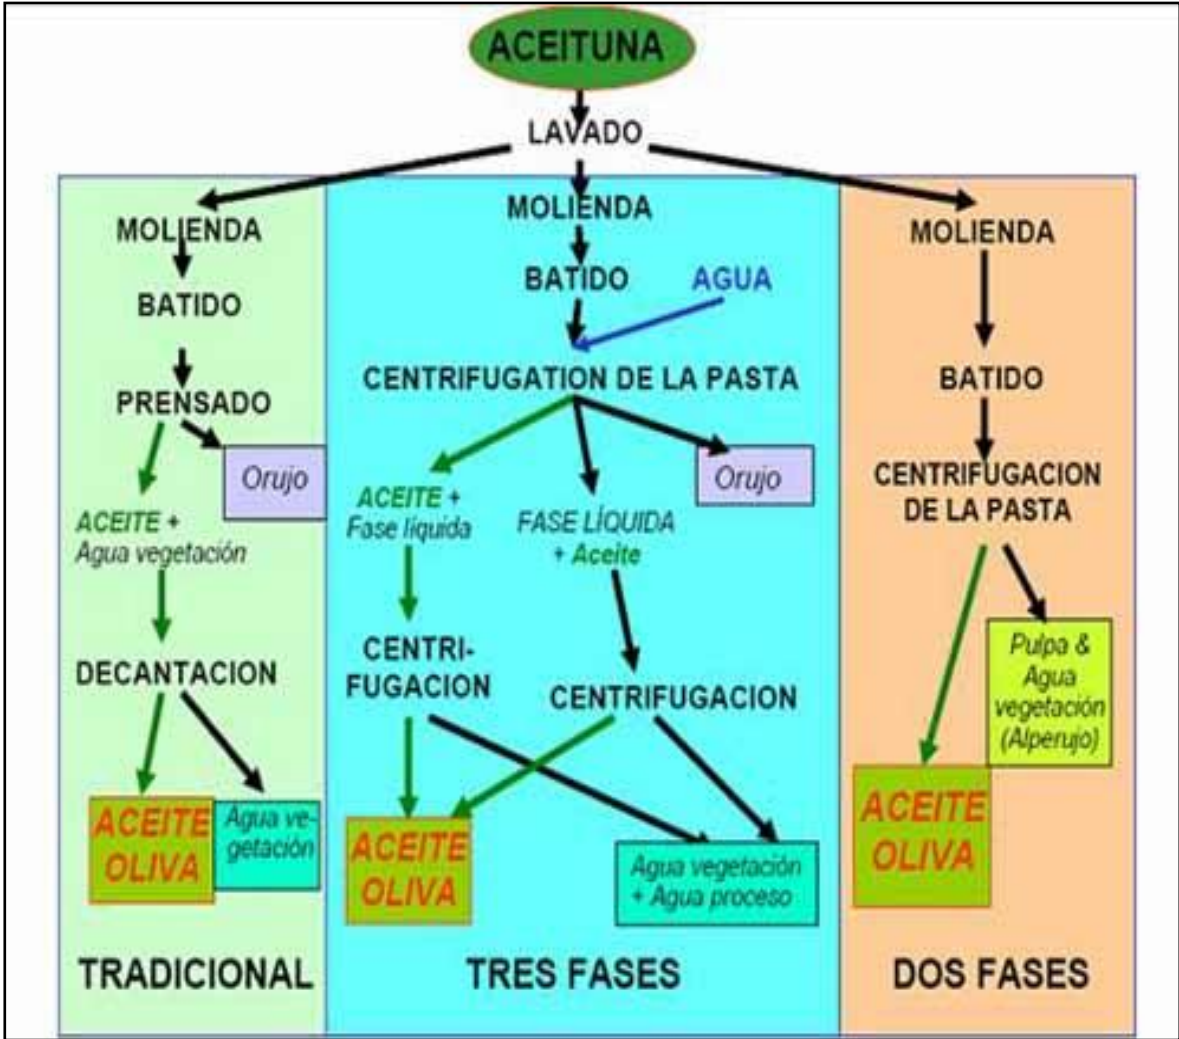 ACEITUNA
LAVADO
MOLIENDA
BATIDO
PRENSADO
Orujo
ACEITE +
Agua vegetación
DECANTACION
ACEITE
OLIVA
Agua ve-
getación
TRADICIONAL
MOLIENDA
BATIDO
AGUA
CENTRIFUGATION DE LA PASTA
ACEITE +
Fase líquida
FASE LÍQUIDA
+ Aceite
Orujo
CENTRI-
FUGACION
CENTRIFUGACION
ACEITE
OLIVA
Agua vegetación
+ Agua proceso
TRES FASES
MOLIENDA
BATIDO
CENTRIFUGACION
DE LA PASTA
Pulpa &
Agua
vegetación
(Alperujo)
ACEITE
OLIVA
DOS FASES